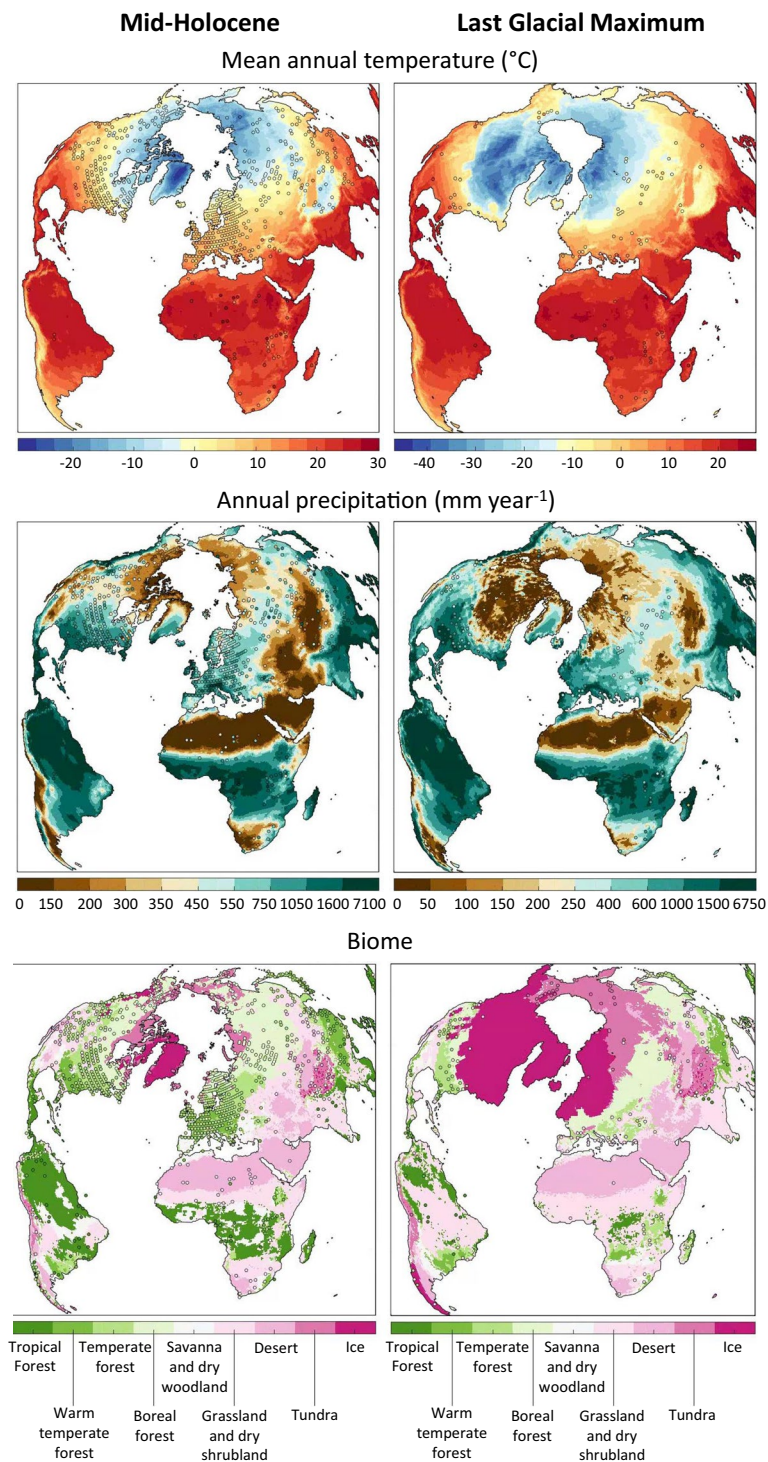 Mid-Holocene Last Glacial Maximum
Mean annual temperature (°C)
-20 -10 0 10 20 30 -40 -30 -20 -10 0 10 20
Annual precipitation (mm year-1)
0 150 200 350 450 550 750 1050 1600 7100 0 50 100 150 200 250 400 600 1000 1500 6750
Biome
Tropical Forest
Temperate forest
Savanna and dry woodland
Desert
Ice
Warm temperate forest
Boreal forest
Grassland and dry shrubland
Tundra
Tropical Forest
Temperate forest
Savanna and dry woodland
Desert
Ice
Warm temperate forest
Boreal forest
Grassland and dry shrubland
Tundra